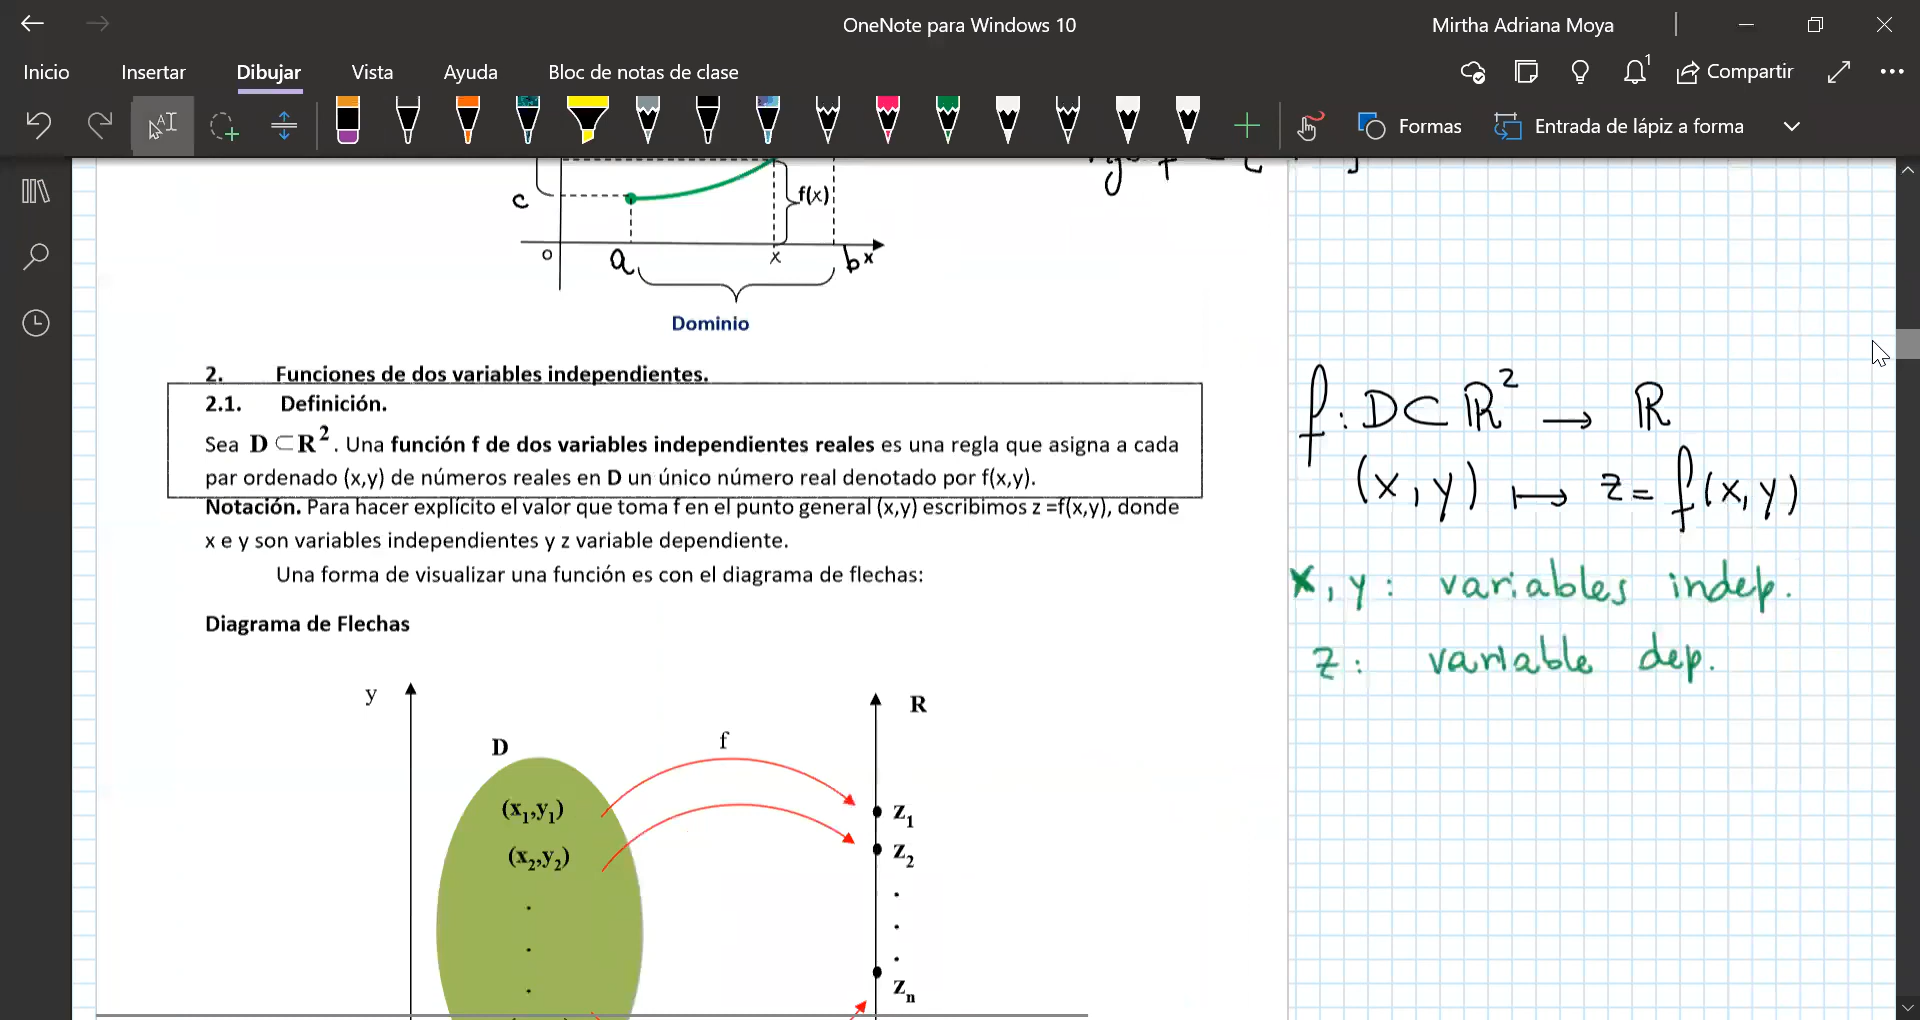 OneNote para Windows 10
Mirtha Adriana Moya
Inicio
Insertar
Dibujar
Vista
Ayuda
Bloc de notas de clase
1
Compartir
Formas
Entrada de lápiz a forma
c
f(x)
o
a
x
b
x
Dominio
2. Funciones de dos variables independientes.
2.1. Definición.
Sea D ⊂ R². Una función f de dos variables independientes reales es una regla que asigna a cada
par ordenado (x,y) de números reales en D un único número real denotado por f(x,y).
Notación. Para hacer explícito el valor que toma f en el punto general (x,y) escribimos z =f(x,y), donde
x e y son variables independientes y z variable dependiente.
Una forma de visualizar una función es con el diagrama de flechas:
Diagrama de Flechas
y
R
D
f
(x₁,y₁)
z₁
(x₂,y₂)
z₂
.
.
.
.
.
.
zₙ
f : D ⊂ ℝ² → ℝ
(x, y) ↦ z = f(x, y)
x, y : variables indep.
z : variable dep.